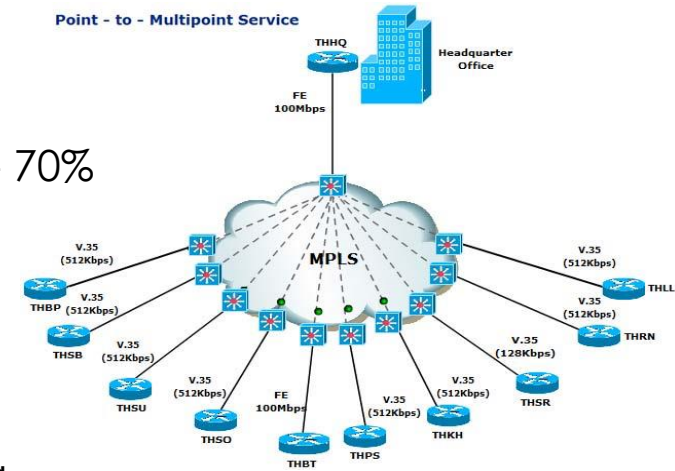 Point - to - Multipoint Service
THHQ
Headquarter
Office
FE
100Mbps
70%
MPLS
V.35
(512Kbps)
THBP
V.35
(512Kbps)
THSB
V.35
(512Kbps)
THSU
V.35
(512Kbps)
THSO
FE
100Mbps
THBT
V.35
(512Kbps)
THPS
V.35
(512Kbps)
THKH
V.35
(128Kbps)
THSR
V.35
(512Kbps)
THRN
V.35
(512Kbps)
THLL